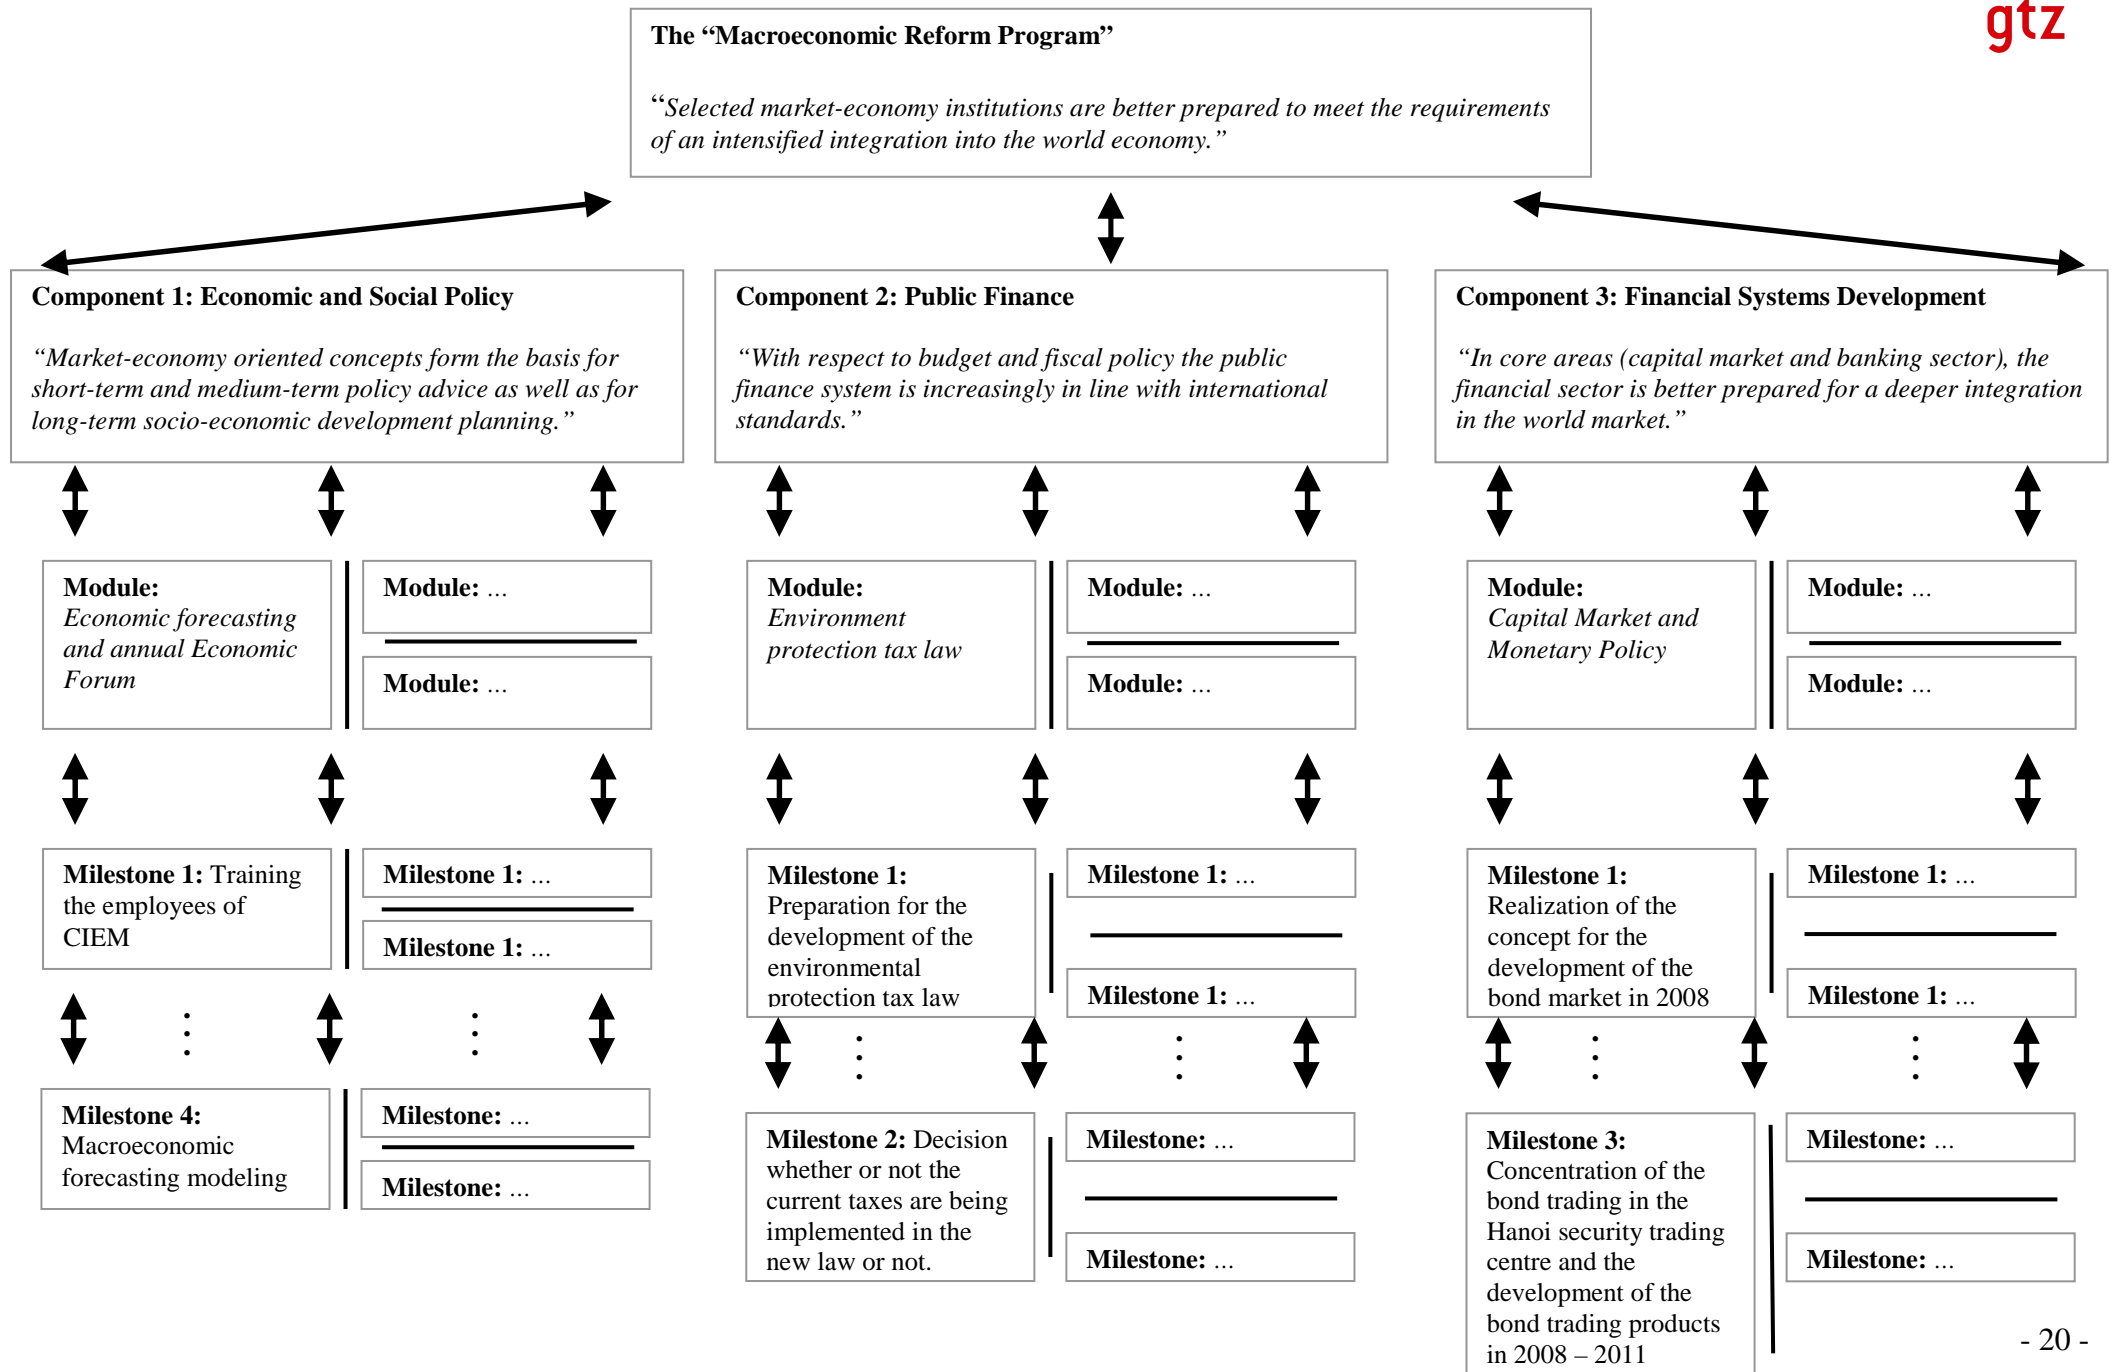 gtz
The “Macroeconomic Reform Program”
“Selected market-economy institutions are better prepared to meet the requirements
of an intensified integration into the world economy.”
Component 1: Economic and Social Policy
“Market-economy oriented concepts form the basis for
short-term and medium-term policy advice as well as for
long-term socio-economic development planning.”
Component 2: Public Finance
“With respect to budget and fiscal policy the public
finance system is increasingly in line with international
standards.”
Component 3: Financial Systems Development
“In core areas (capital market and banking sector), the
financial sector is better prepared for a deeper integration
in the world market.”
Module:
Economic forecasting
and annual Economic
Forum
Module: ...
Module: ...
Module:
Environment
protection tax law
Module: ...
Module: ...
Module:
Capital Market and
Monetary Policy
Module: ...
Module: ...
Milestone 1: Training
the employees of
CIEM
Milestone 1: ...
Milestone 1: ...
Milestone 1:
Preparation for the
development of the
environmental
protection tax law
Milestone 1: ...
Milestone 1: ...
Milestone 1:
Realization of the
concept for the
development of the
bond market in 2008
Milestone 1: ...
Milestone 1: ...
Milestone 4:
Macroeconomic
forecasting modeling
Milestone: ...
Milestone: ...
Milestone 2: Decision
whether or not the
current taxes are being
implemented in the
new law or not.
Milestone: ...
Milestone: ...
Milestone 3:
Concentration of the
bond trading in the
Hanoi security trading
centre and the
development of the
bond trading products
in 2008 – 2011
Milestone: ...
Milestone: ...
- 20 -